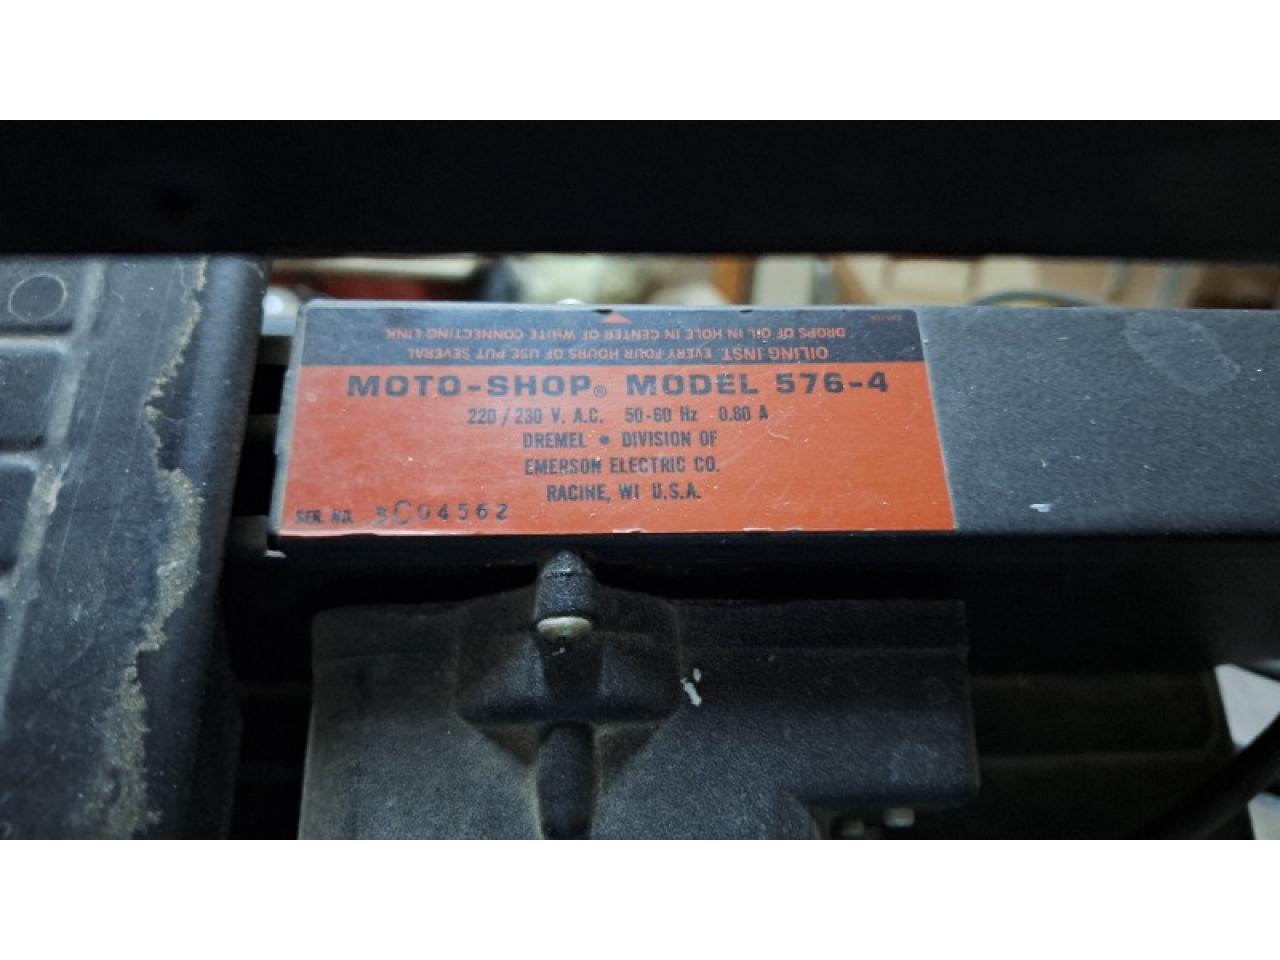 OILING INST. EVERY FOUR HOURS OF USE PUT SEVERAL
DROPS OF OIL IN HOLE IN CENTER OF WHITE CONNECTING LINK
MOTO-SHOP® MODEL 576-4
220/230 V. A.C. 50-60 Hz 0.80 A
DREMEL • DIVISION OF
EMERSON ELECTRIC CO.
RACINE, WI U.S.A.
SER. NO. C04562